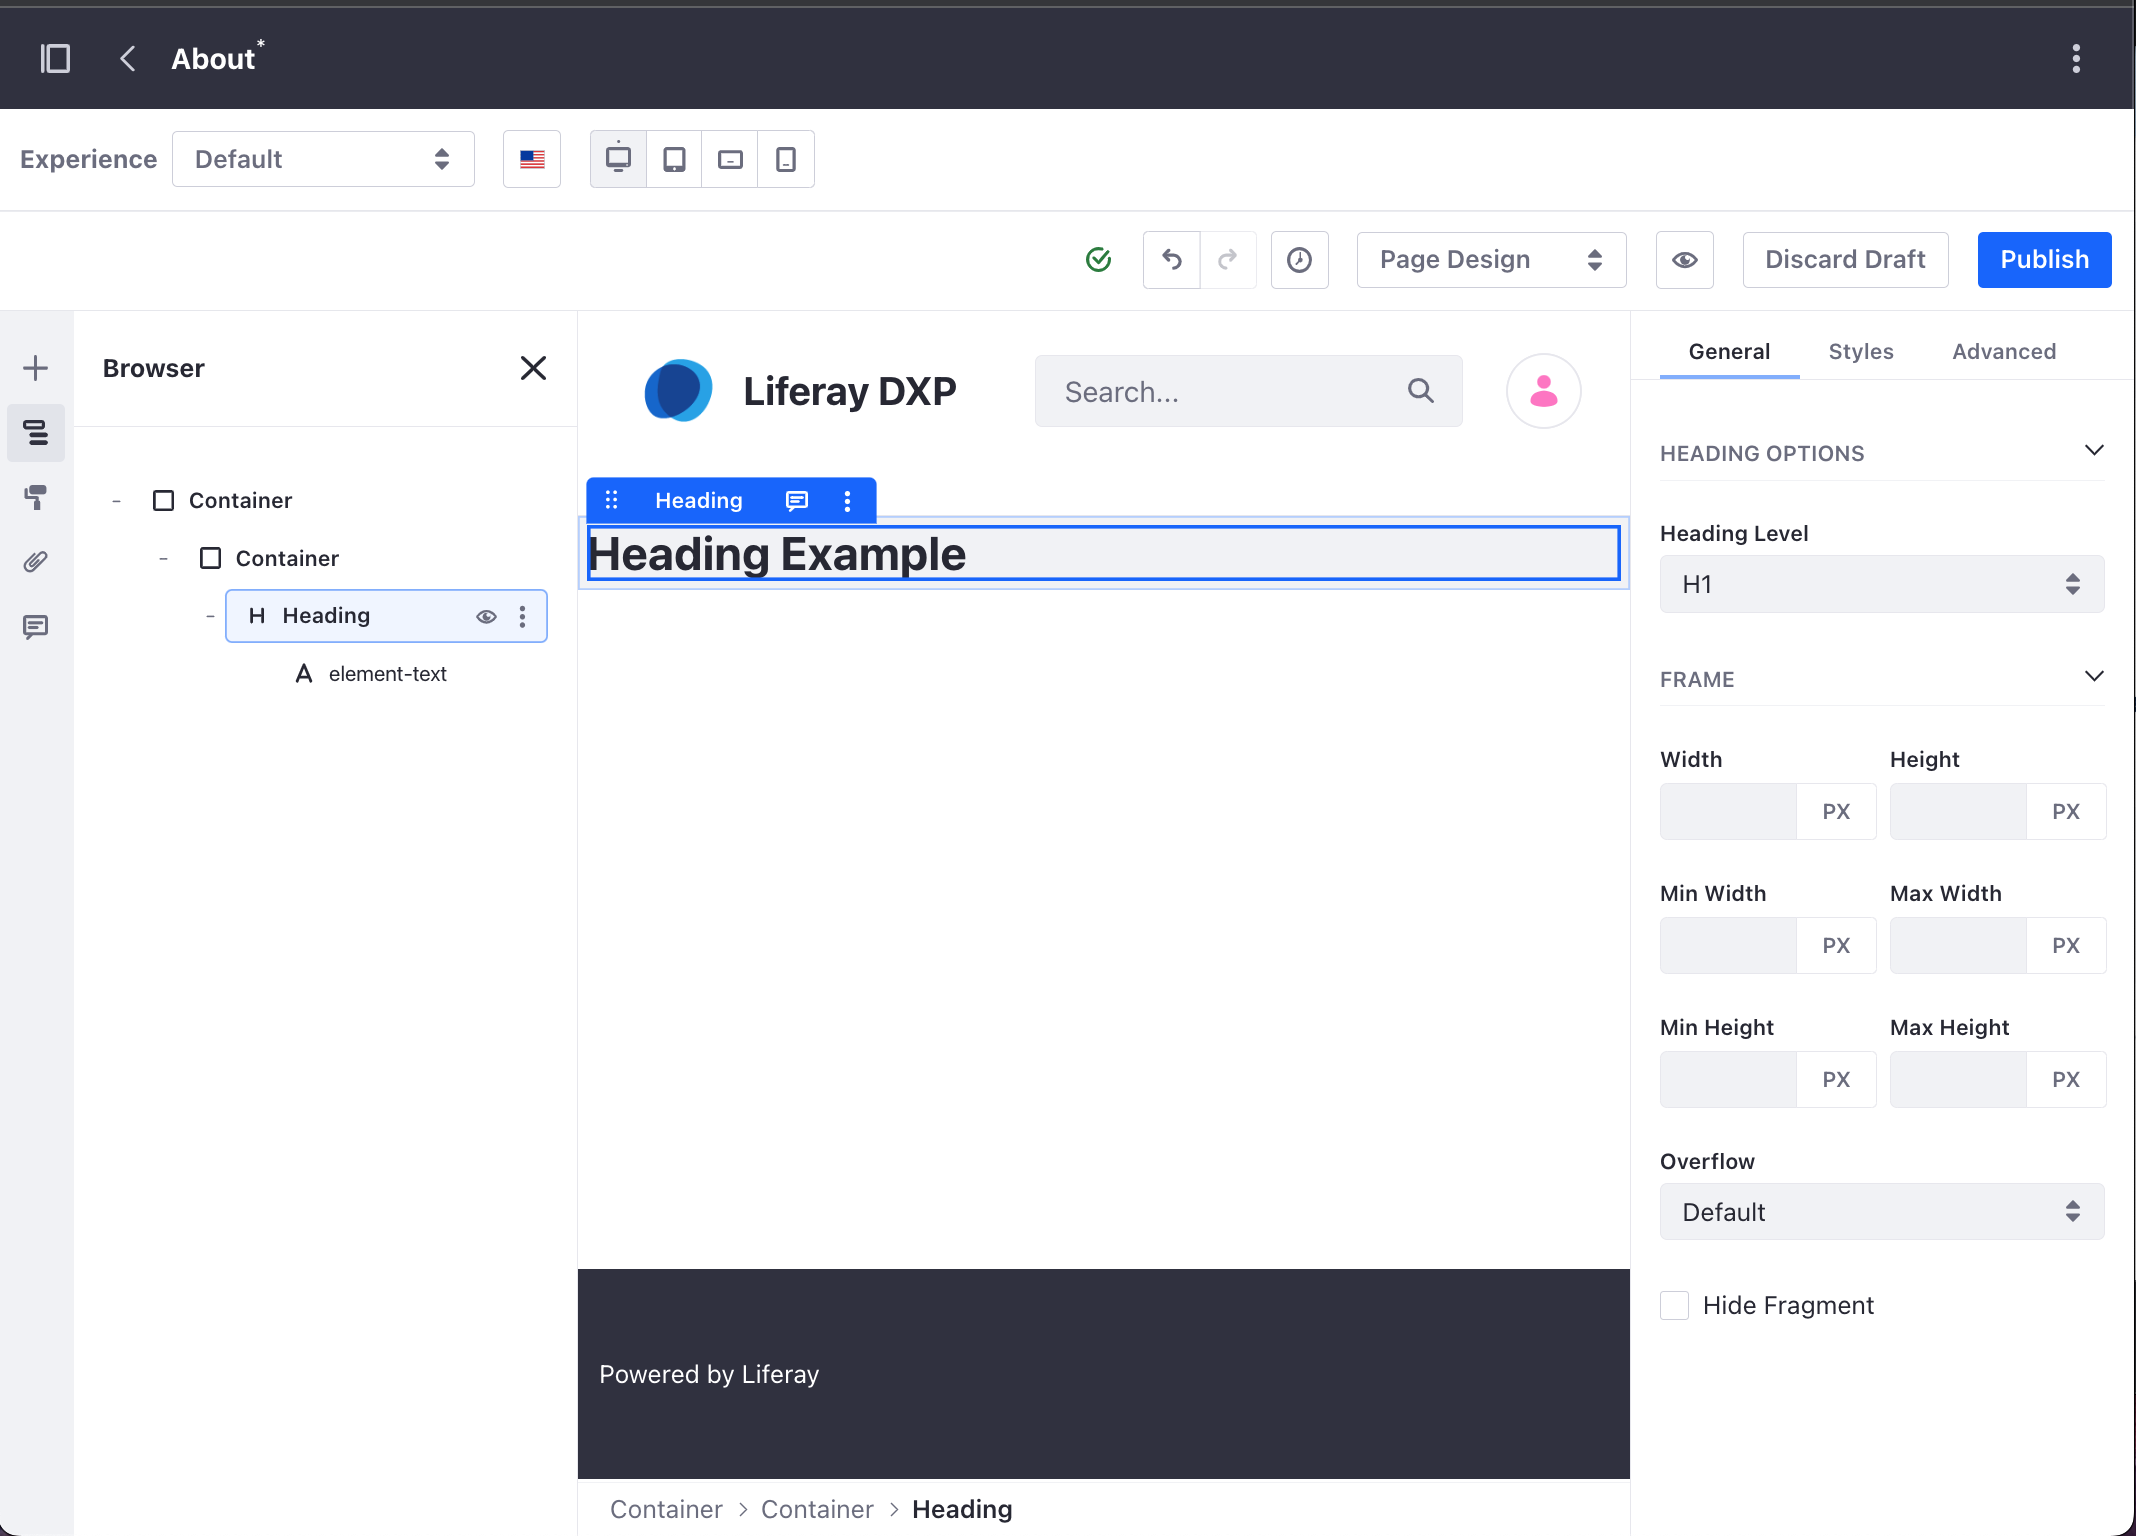 About*
Experience
Default
Page Design
Discard Draft
Publish
Browser
Container
Container
H Heading
element-text
Liferay DXP
Search...
Heading
Heading Example
Powered by Liferay
Container > Container > Heading
General
Styles
Advanced
HEADING OPTIONS
Heading Level
H1
FRAME
Width
Height
PX
PX
Min Width
Max Width
PX
PX
Min Height
Max Height
PX
PX
Overflow
Default
Hide Fragment